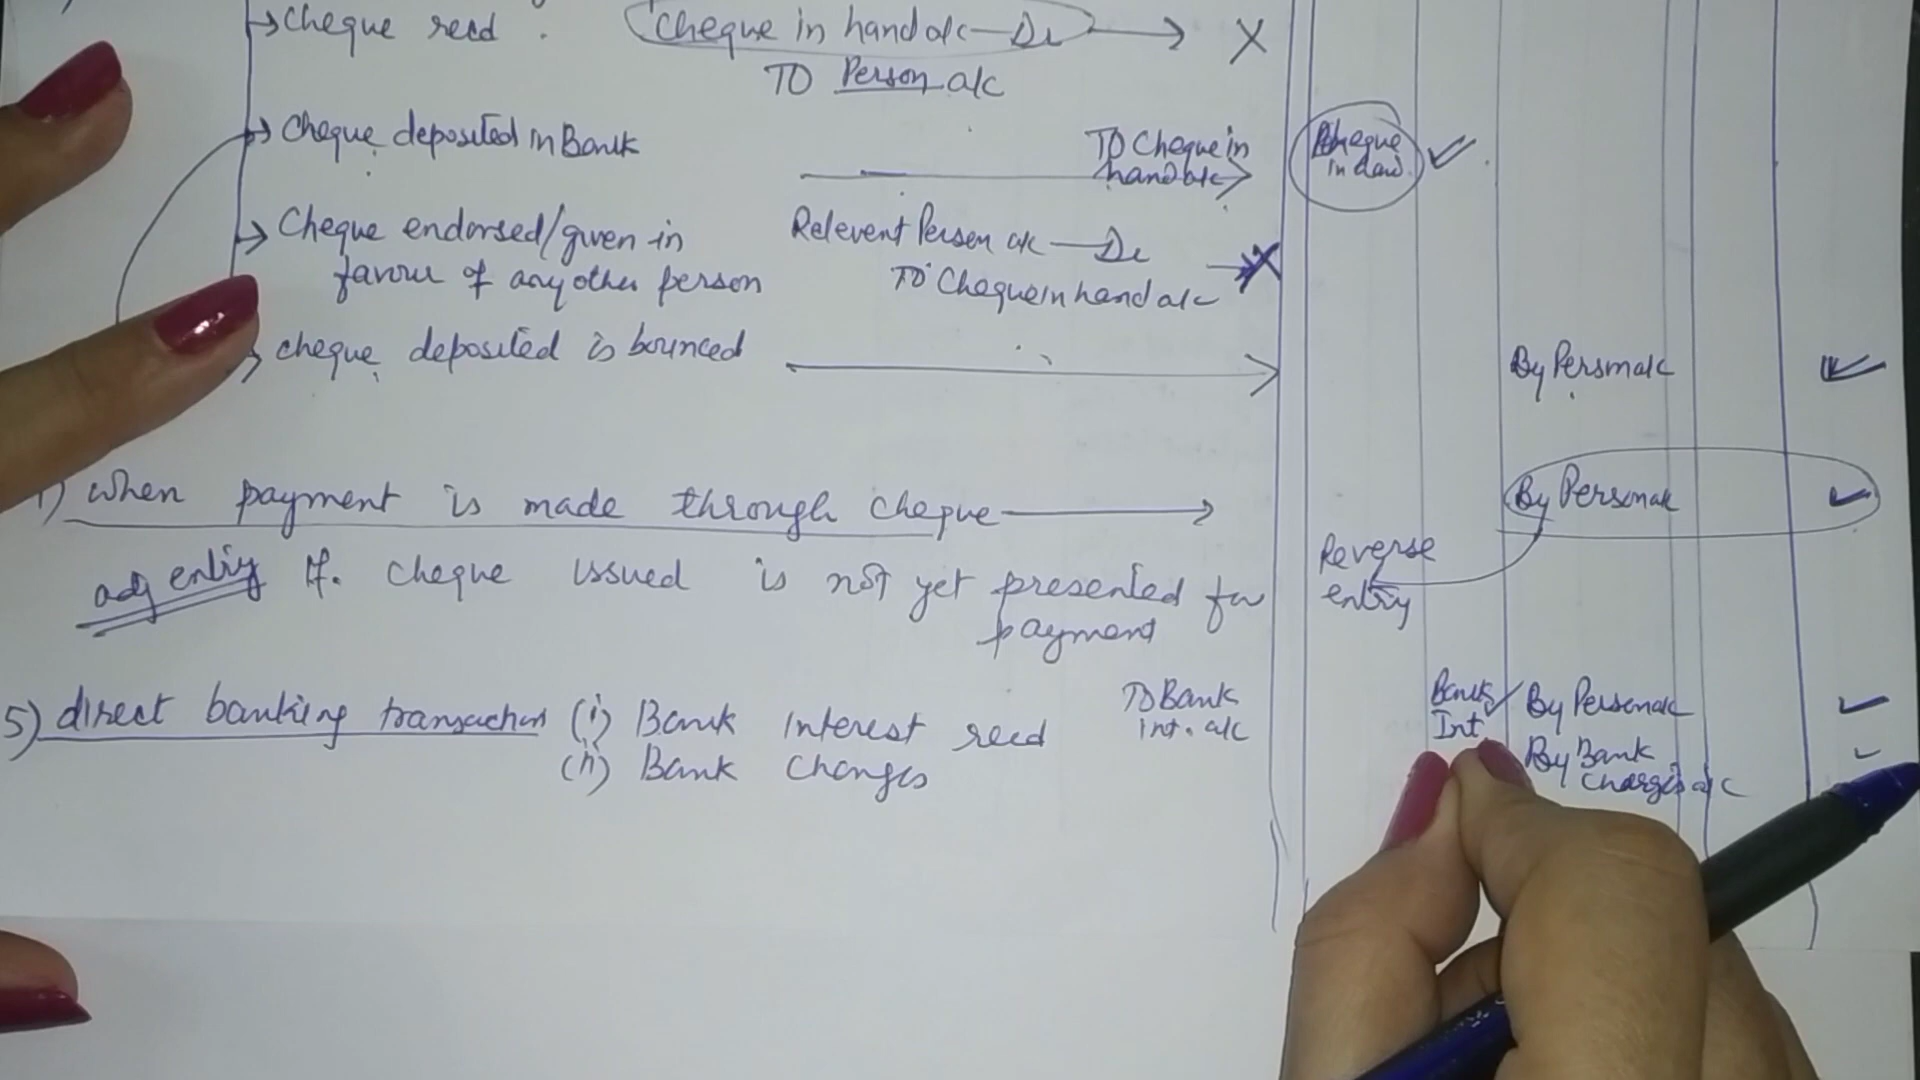 Cheque recd. Cheque in hand a/c — Dr X
TO Person a/c
Cheque deposited in Bank TO Cheque in hand a/c Cheque in hand
Cheque endorsed/given in Relevent Person a/c — Dr
favour of any other person TO Cheque in hand a/c X
cheque deposited is bounced By Person a/c
when payment is made through cheque By Person a/c
Reverse entry
adj entry If. cheque issued is not yet presented for
payment
5) direct banking transaction (i) Bank Interest recd TO Bank int. a/c Bank Int. By Person a/c
(ii) Bank Charges By Bank Charges a/c